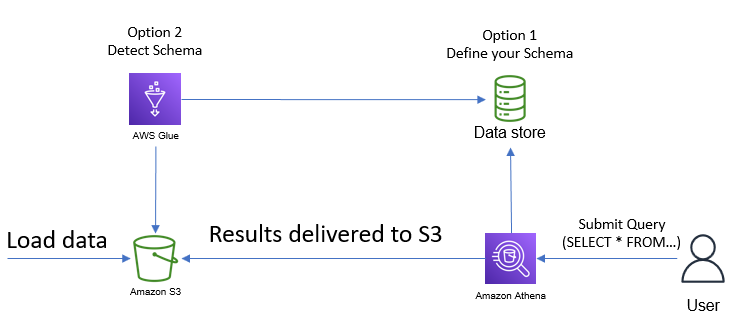 Option 2
Detect Schema
Option 1
Define your Schema
AWS Glue
Data store
Load data
Results delivered to S3
Submit Query
(SELECT * FROM...)
Amazon S3
Amazon Athena
User